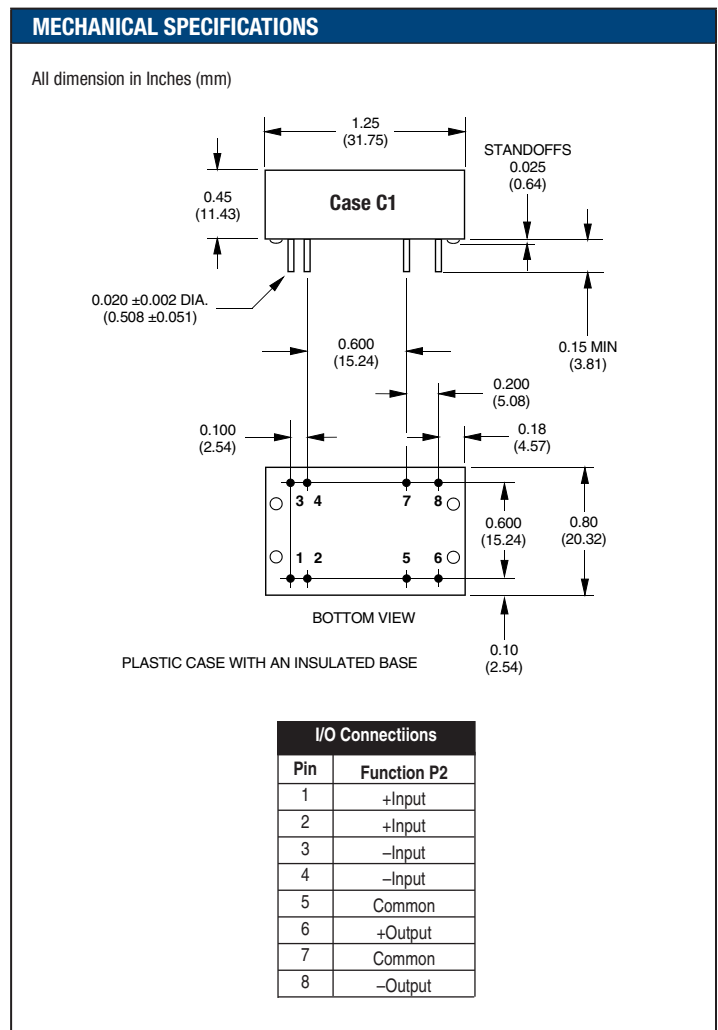 MECHANICAL SPECIFICATIONS
All dimension in Inches (mm)
1.25
(31.75)
STANDOFFS
0.025
(0.64)
0.45
(11.43)
Case C1
0.020 ±0.002 DIA.
(0.508 ±0.051)
0.600
(15.24)
0.15 MIN
(3.81)
0.200
(5.08)
0.100
(2.54)
0.18
(4.57)
3 4 7 8
0.600
(15.24)
0.80
(20.32)
1 2 5 6
BOTTOM VIEW
0.10
(2.54)
PLASTIC CASE WITH AN INSULATED BASE
I/O Connectiions
Pin Function P2
1 +Input
2 +Input
3 –Input
4 –Input
5 Common
6 +Output
7 Common
8 –Output